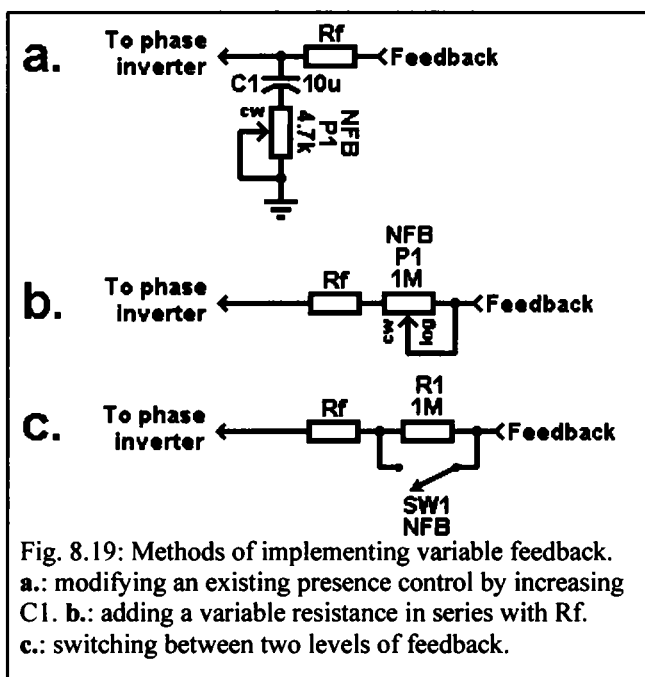 a.
To phase
inverter
Rf
Feedback
C1
10u
cw
NFB
P1
4.7k
b.
To phase
inverter
Rf
NFB
P1
1M
cw
log
Feedback
c.
To phase
inverter
Rf
R1
1M
Feedback
SW1
NFB
Fig. 8.19: Methods of implementing variable feedback.
a.: modifying an existing presence control by increasing
C1. b.: adding a variable resistance in series with Rf.
c.: switching between two levels of feedback.